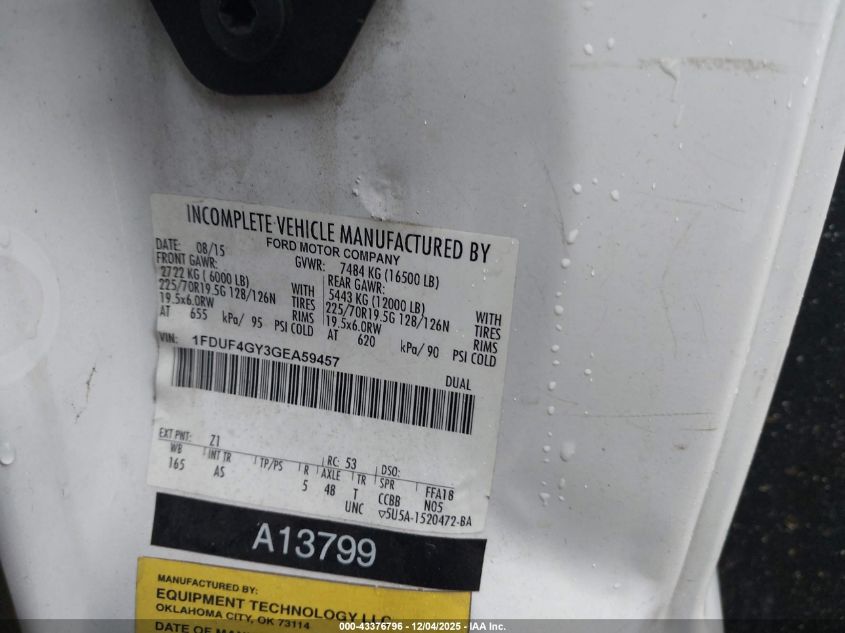 INCOMPLETE VEHICLE MANUFACTURED BY
FORD MOTOR COMPANY
DATE: 08/15 GVWR: 7484 KG (16500 LB)
FRONT GAWR: REAR GAWR:
2722 KG ( 6000 LB) WITH 5443 KG (12000 LB) WITH
225/70R19.5G 128/126N TIRES 225/70R19.5G 128/126N TIRES
19.5x6.0RW RIMS 19.5x6.0RW RIMS
AT 655 kPa/ 95 PSI COLD AT 620 kPa/ 90 PSI COLD
VIN: 1FDUF4GY3GEA59457
DUAL
EXT PNT: Z1 RC: 53 DSO:
WB INT TR TP/PS R AXLE TR SPR FFA18
165 AS 5 48 T CCBB N05
UNC ▽5U5A-1520472-BA
A13799
MANUFACTURED BY:
EQUIPMENT TECHNOLOGY LLC
OKLAHOMA CITY, OK 73114
DATE OF MAN
000-43376796 - 12/04/2025 - IAA Inc.